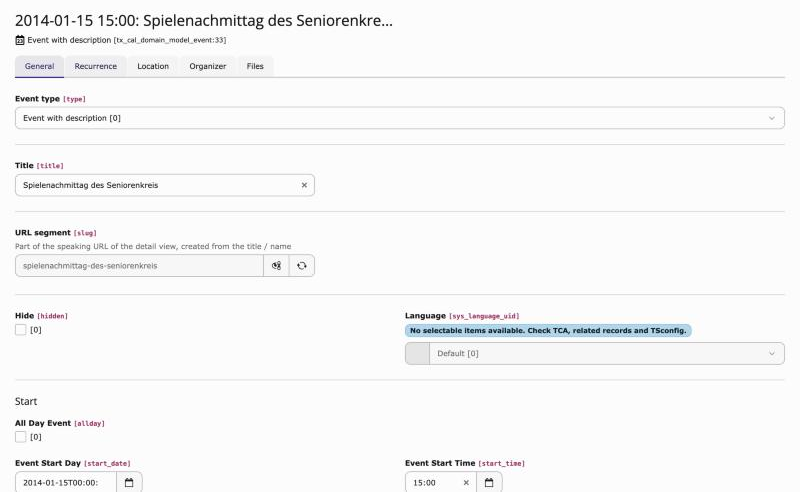 2014-01-15 15:00: Spielenachmittag des Seniorenkre...
Event with description [tx_cal_domain_model_event:33]
General Recurrence Location Organizer Files
Event type [type]
Event with description [0]
Title [title]
Spielenachmittag des Seniorenkreis
URL segment [slug]
Part of the speaking URL of the detail view, created from the title / name
spielenachmittag-des-seniorenkreis
Hide [hidden]
[0]
Language [sys_language_uid]
No selectable items available. Check TCA, related records and TSconfig.
Default [0]
Start
All Day Event [allday]
[0]
Event Start Day [start_date]
2014-01-15T00:00:
Event Start Time [start_time]
15:00